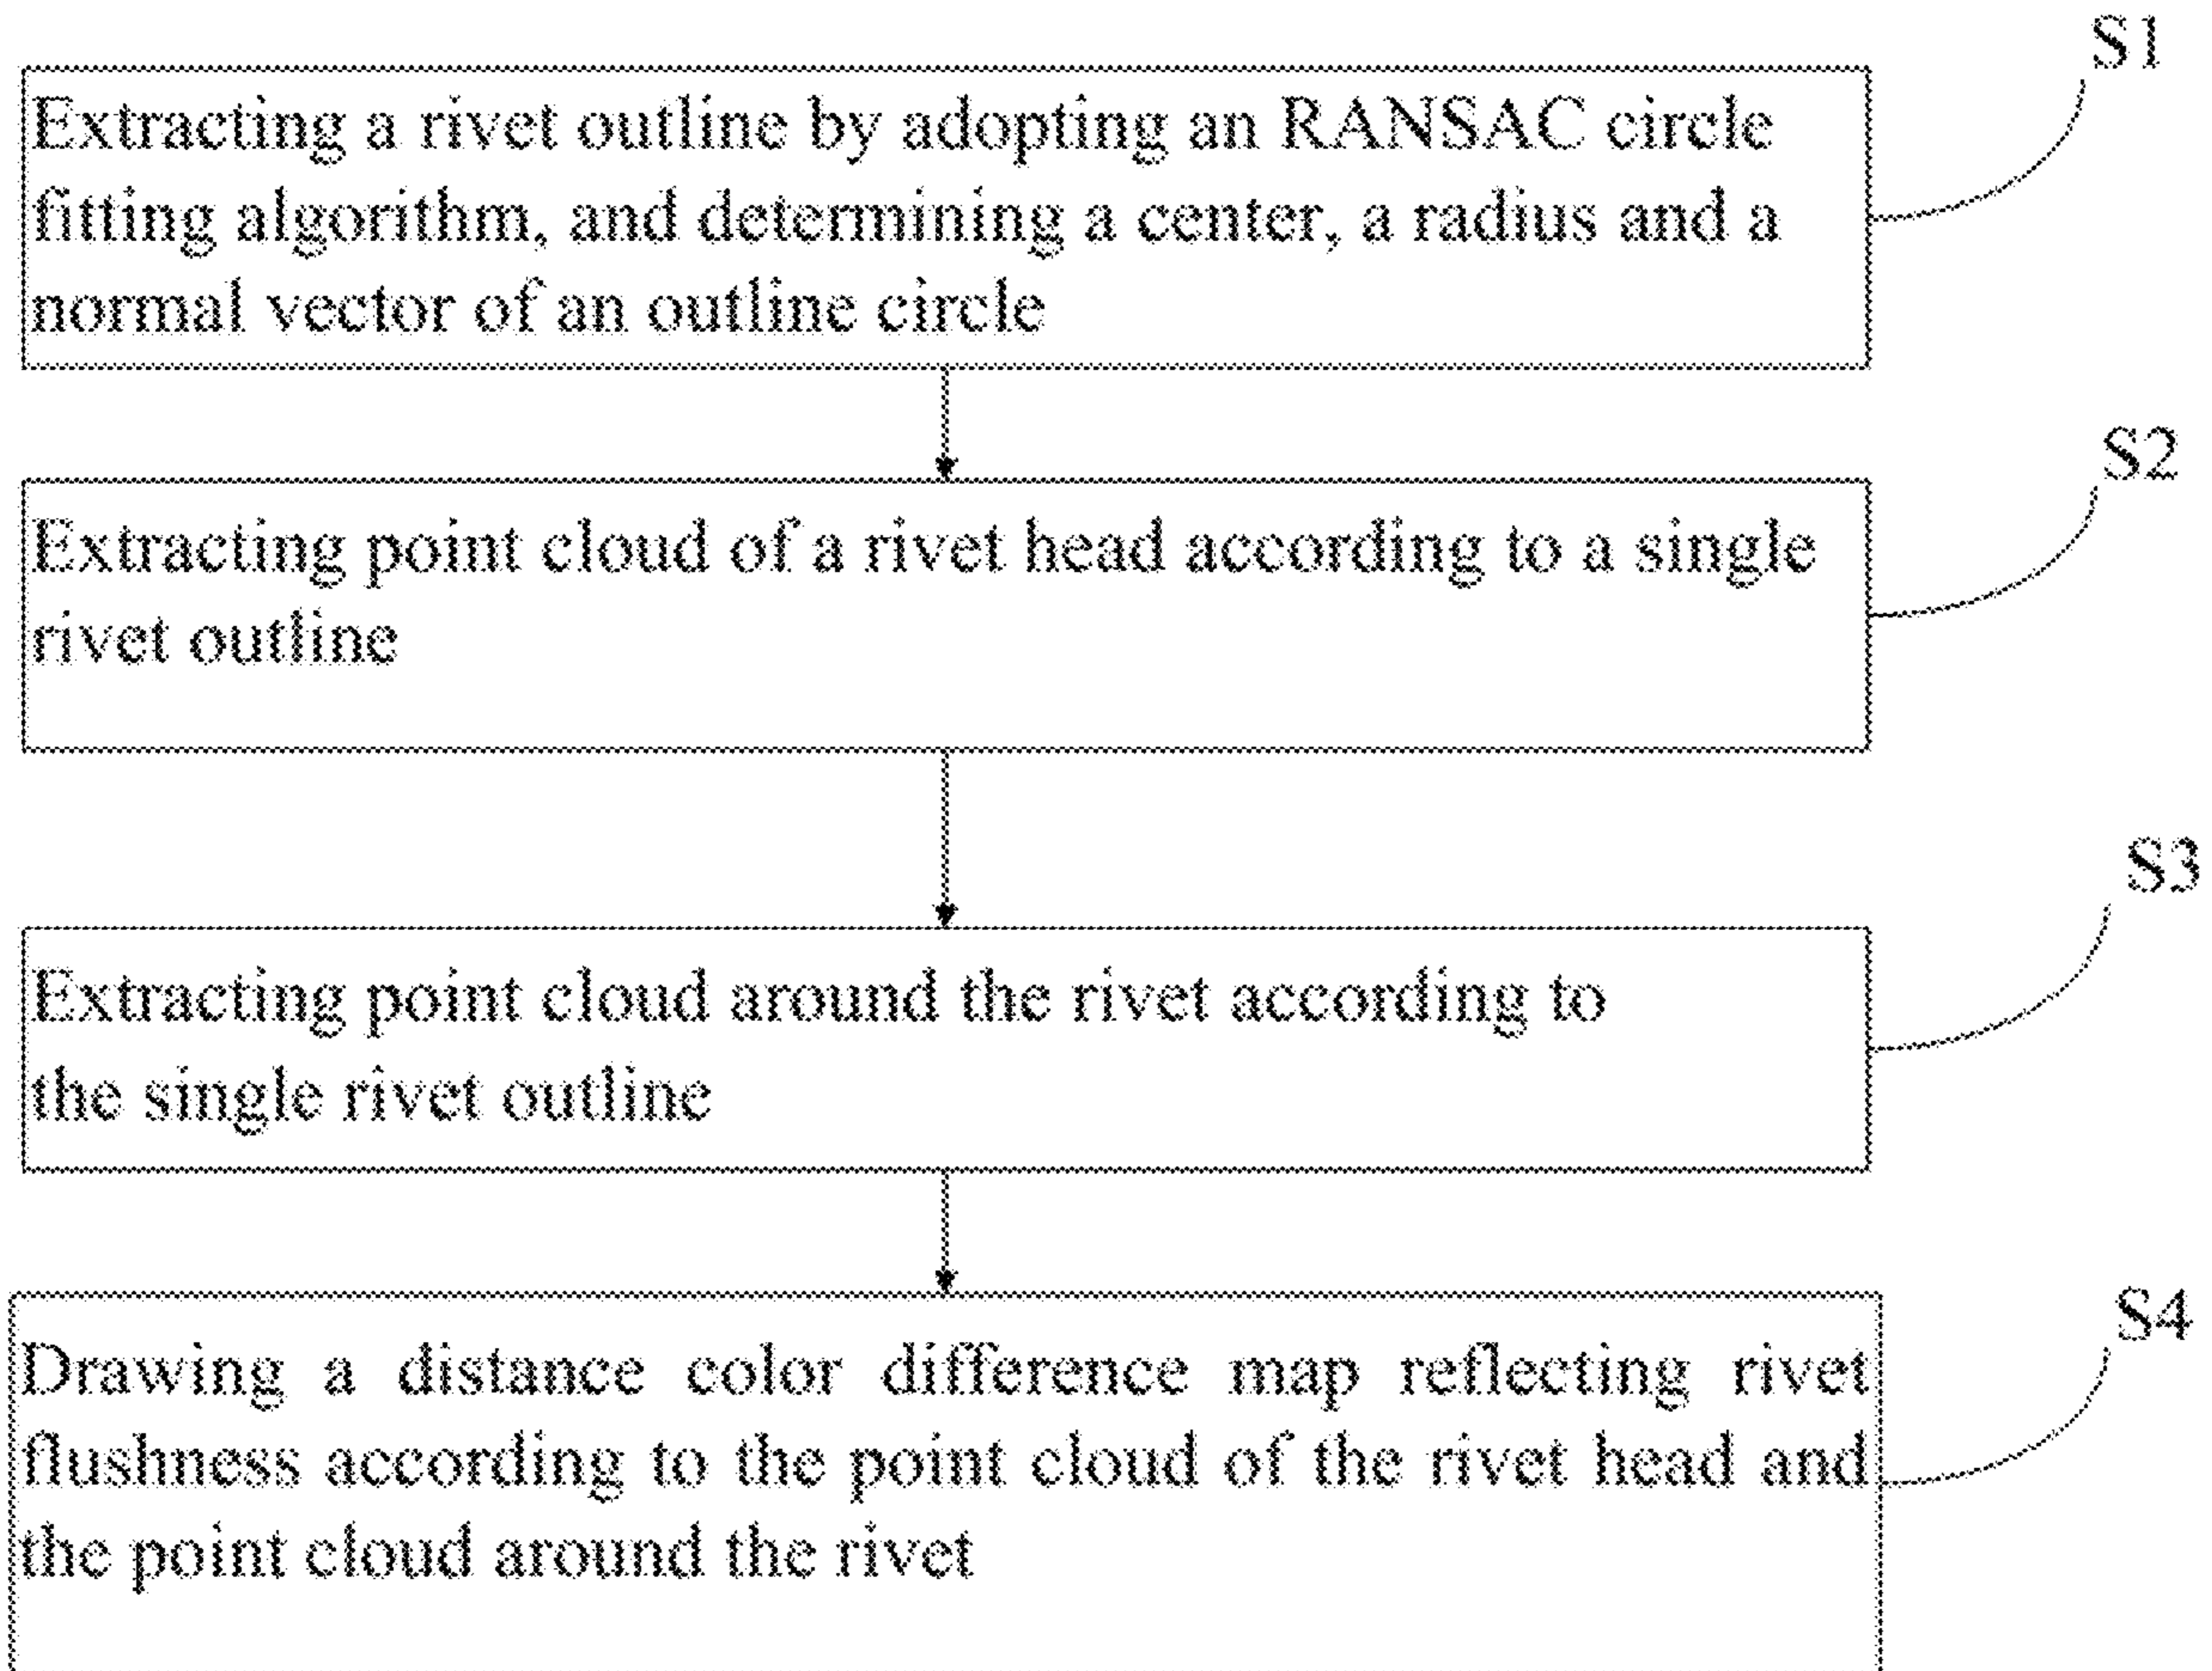 S1
Extracting a rivet outline by adopting an RANSAC circle
fitting algorithm, and determining a center, a radius and a
normal vector of an outline circle
S2
Extracting point cloud of a rivet head according to a single
rivet outline
S3
Extracting point cloud around the rivet according to
the single rivet outline
S4
Drawing a distance color difference map reflecting rivet
flushness according to the point cloud of the rivet head and
the point cloud around the rivet